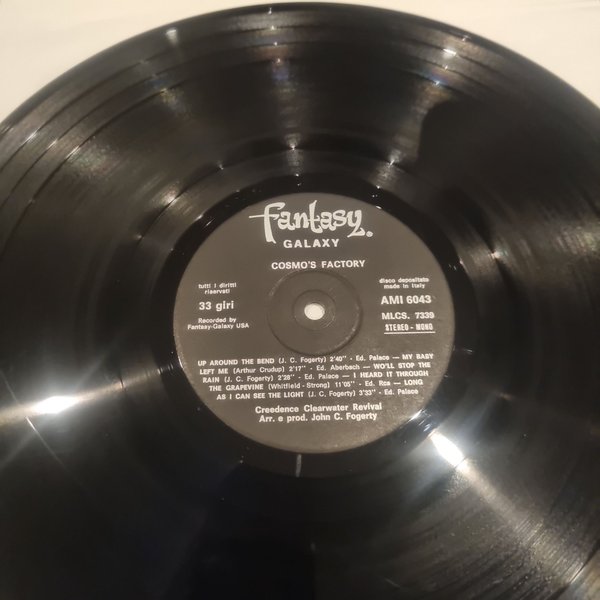 fantasy.
GALAXY
COSMO'S FACTORY
tutti i diritti
riservati
33 giri
Recorded by
Fantasy-Galaxy USA
disco depositato
made in Italy
AMI 6043
MLCS. 7339
STEREO - MONO
UP AROUND THE BEND (J. C. Fogerty) 2'40" - Ed. Palace — MY BABY
LEFT ME (Arthur Crudup) 2'17" - Ed. Aberbach — WO'LL STOP THE
RAIN (J. C. Fogerty) 2'28" - Ed. Palace — I HEARD IT THROUGH
THE GRAPEVINE (Whitfield - Strong) 11'05" - Ed. Rca — LONG
AS I CAN SEE THE LIGHT (J. C. Fogerty) 3'33" - Ed. Palace
Creedence Clearwater Revival
Arr. e prod. John C. Fogerty